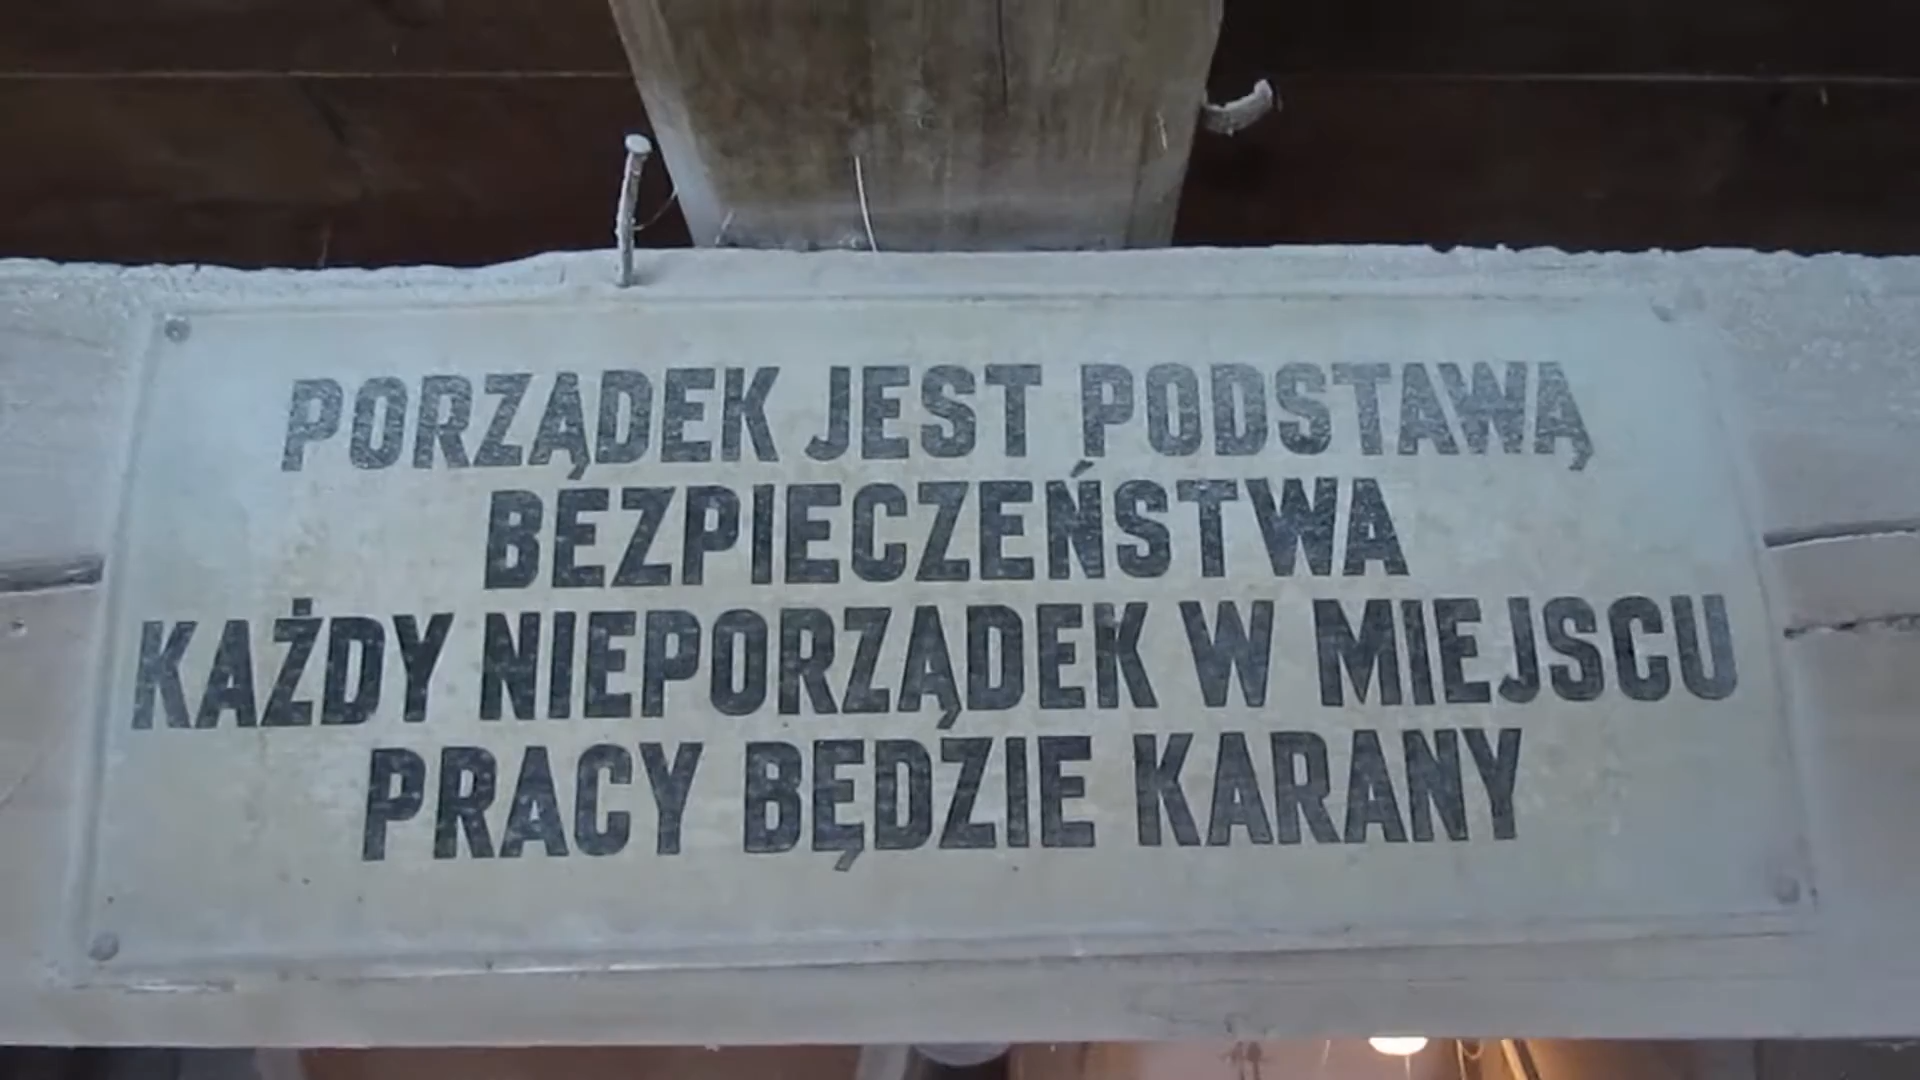 PORZĄDEK JEST PODSTAWĄ
BEZPIECZEŃSTWA
KAŻDY NIEPORZĄDEK W MIEJSCU
PRACY BĘDZIE KARANY